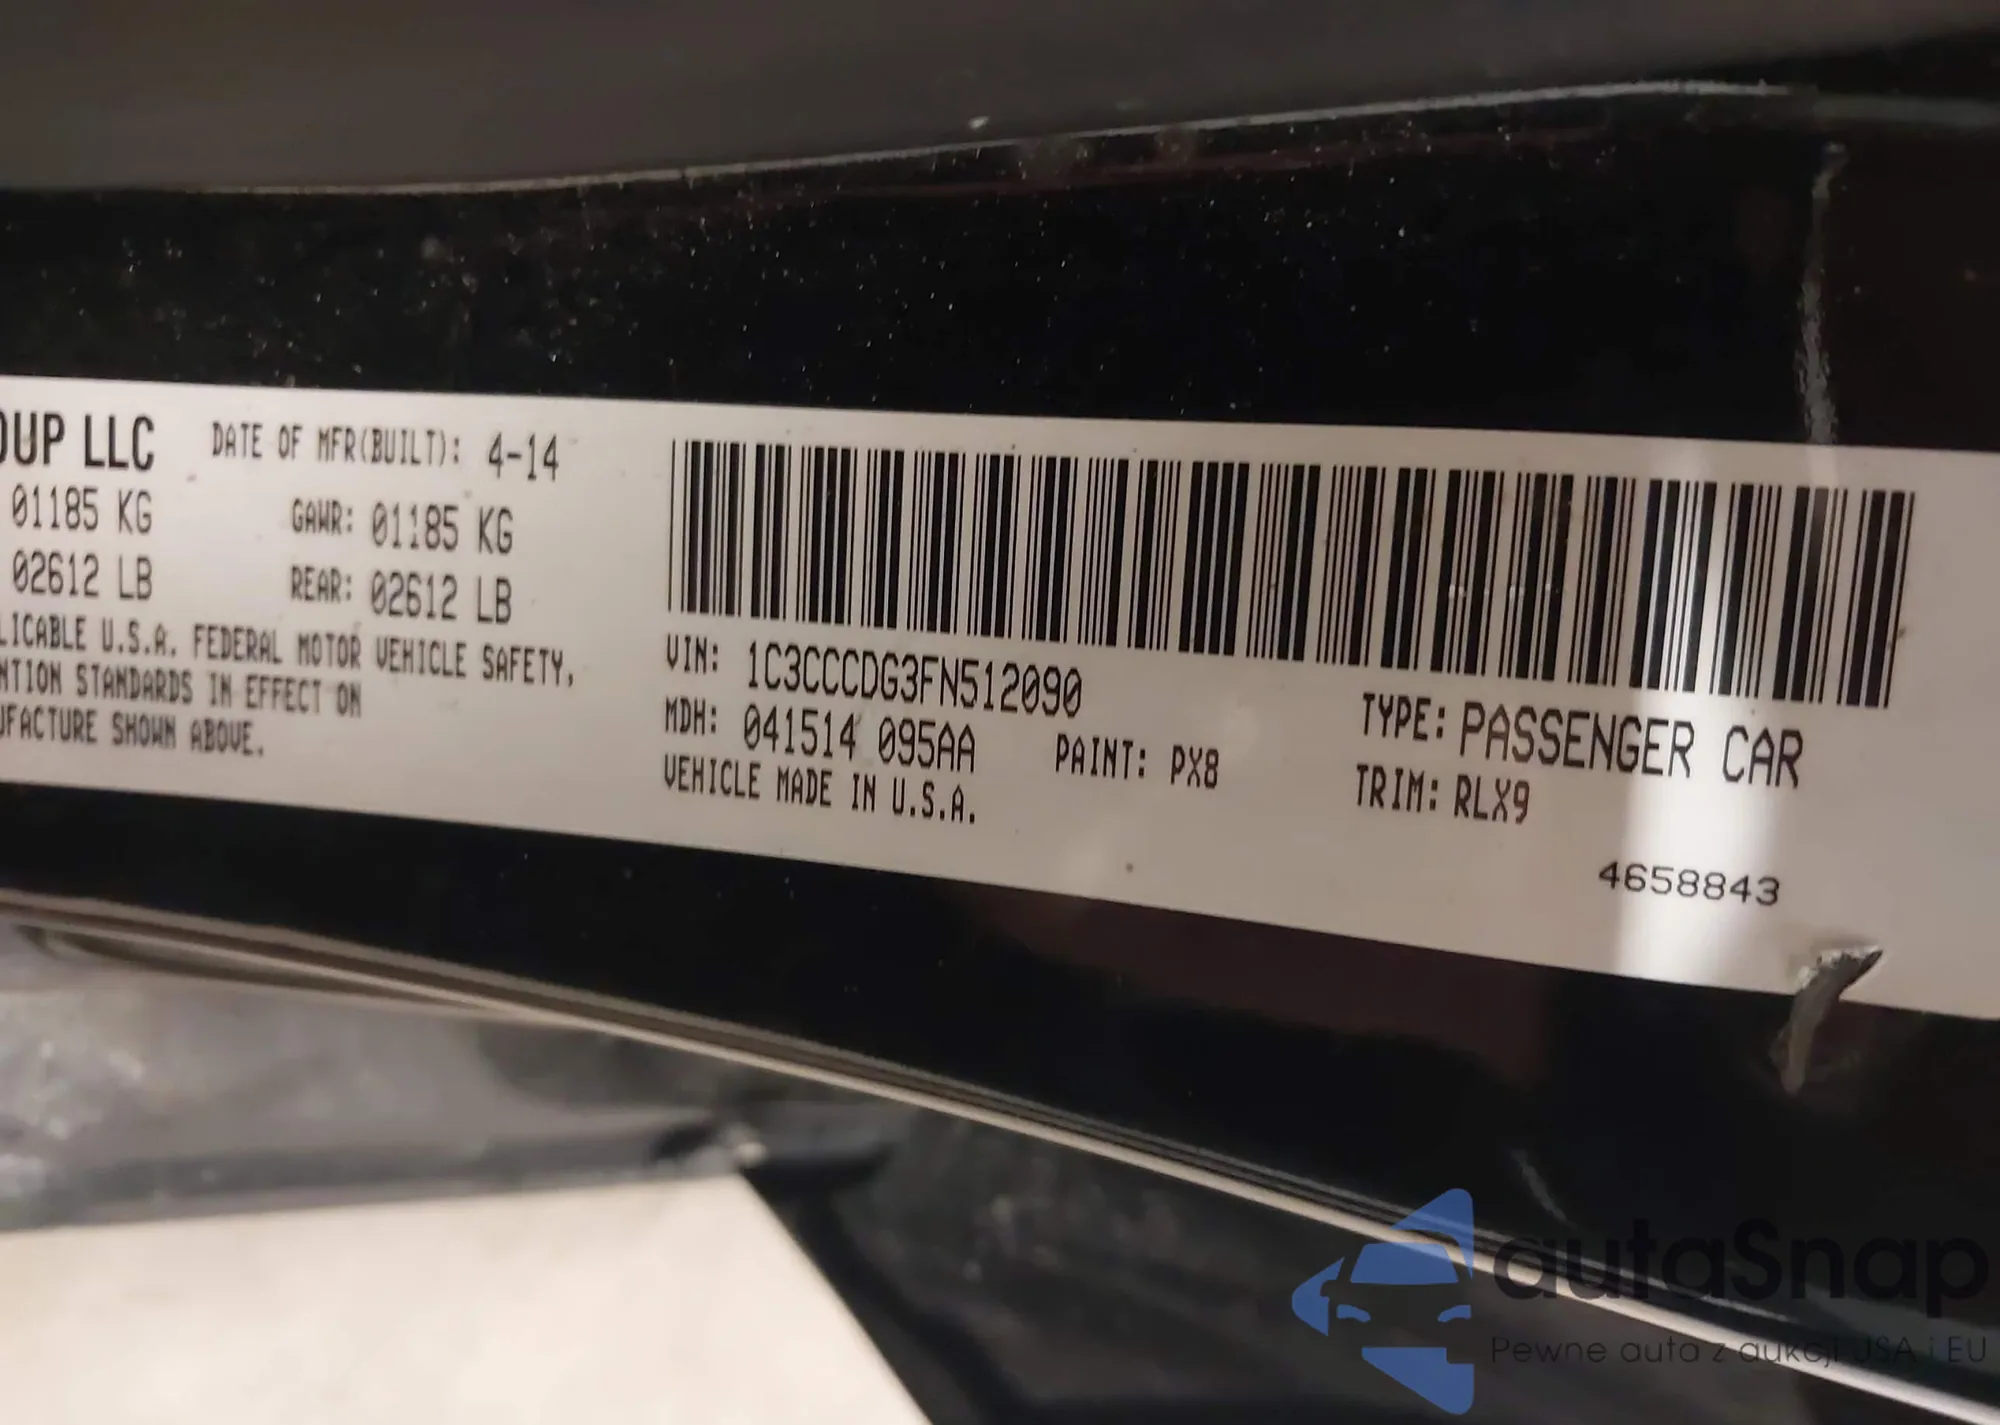 OUP LLC DATE OF MFR(BUILT): 4-14
01185 KG GAWR: 01185 KG
02612 LB REAR: 02612 LB
LICABLE U.S.A. FEDERAL MOTOR VEHICLE SAFETY,
NTION STANDARDS IN EFFECT ON
UFACTURE SHOWN ABOVE.
VIN: 1C3CCCDG3FN512090
TYPE: PASSENGER CAR
MDH: 041514 095AA PAINT: PX8 TRIM: RLX9
VEHICLE MADE IN U.S.A.
4658843
autaSnap
Pewne auta z aukcji USA i EU